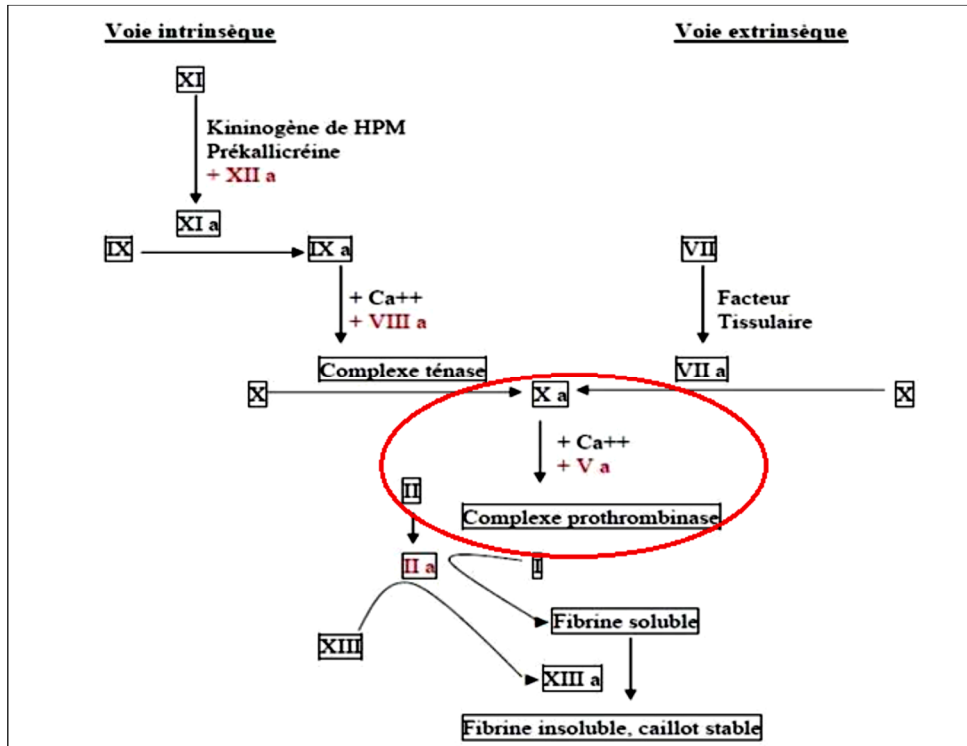 Voie intrinsèque
Voie extrinsèque
XI
Kininogène de HPM
Prékallicréine
+ XII a
XI a
IX
IX a
VII
+ Ca++
+ VIII a
Facteur
Tissulaire
Complexe ténase
VII a
X
X a
X
+ Ca++
+ V a
II
Complexe prothrombinase
II a
I
Fibrine soluble
XIII
XIII a
Fibrine insoluble, caillot stable